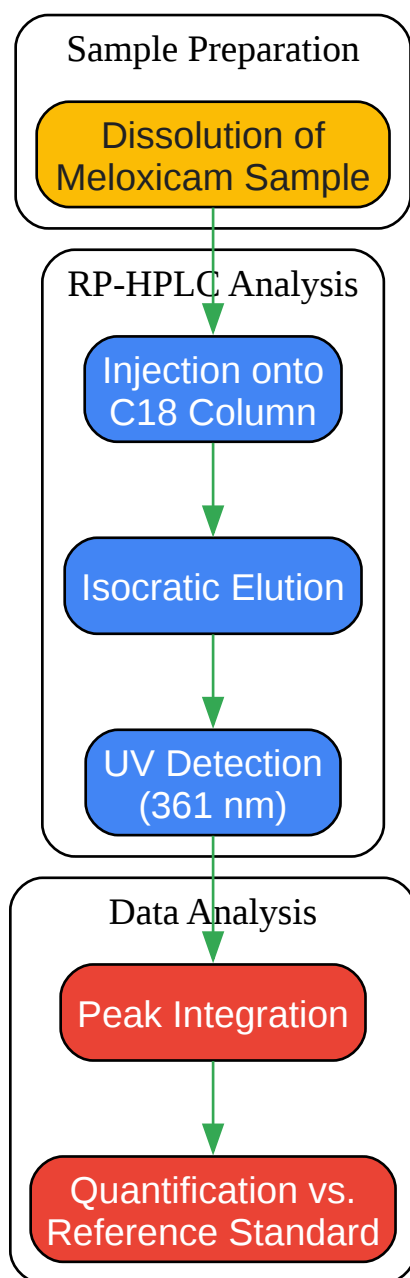 Sample Preparation
Dissolution of
Meloxicam Sample
RP-HPLC Analysis
Injection onto
C18 Column
Isocratic Elution
UV Detection
(361 nm)
Data Analysis
Peak Integration
Quantification vs.
Reference Standard